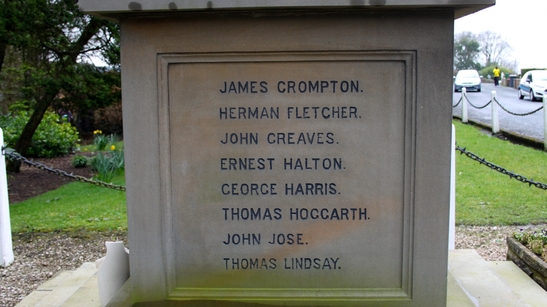 JAMES CROMPTON.
HERMAN FLETCHER.
JOHN GREAVES.
ERNEST HALTON.
GEORGE HARRIS.
THOMAS HOGGARTH.
JOHN JOSE.
THOMAS LINDSAY.